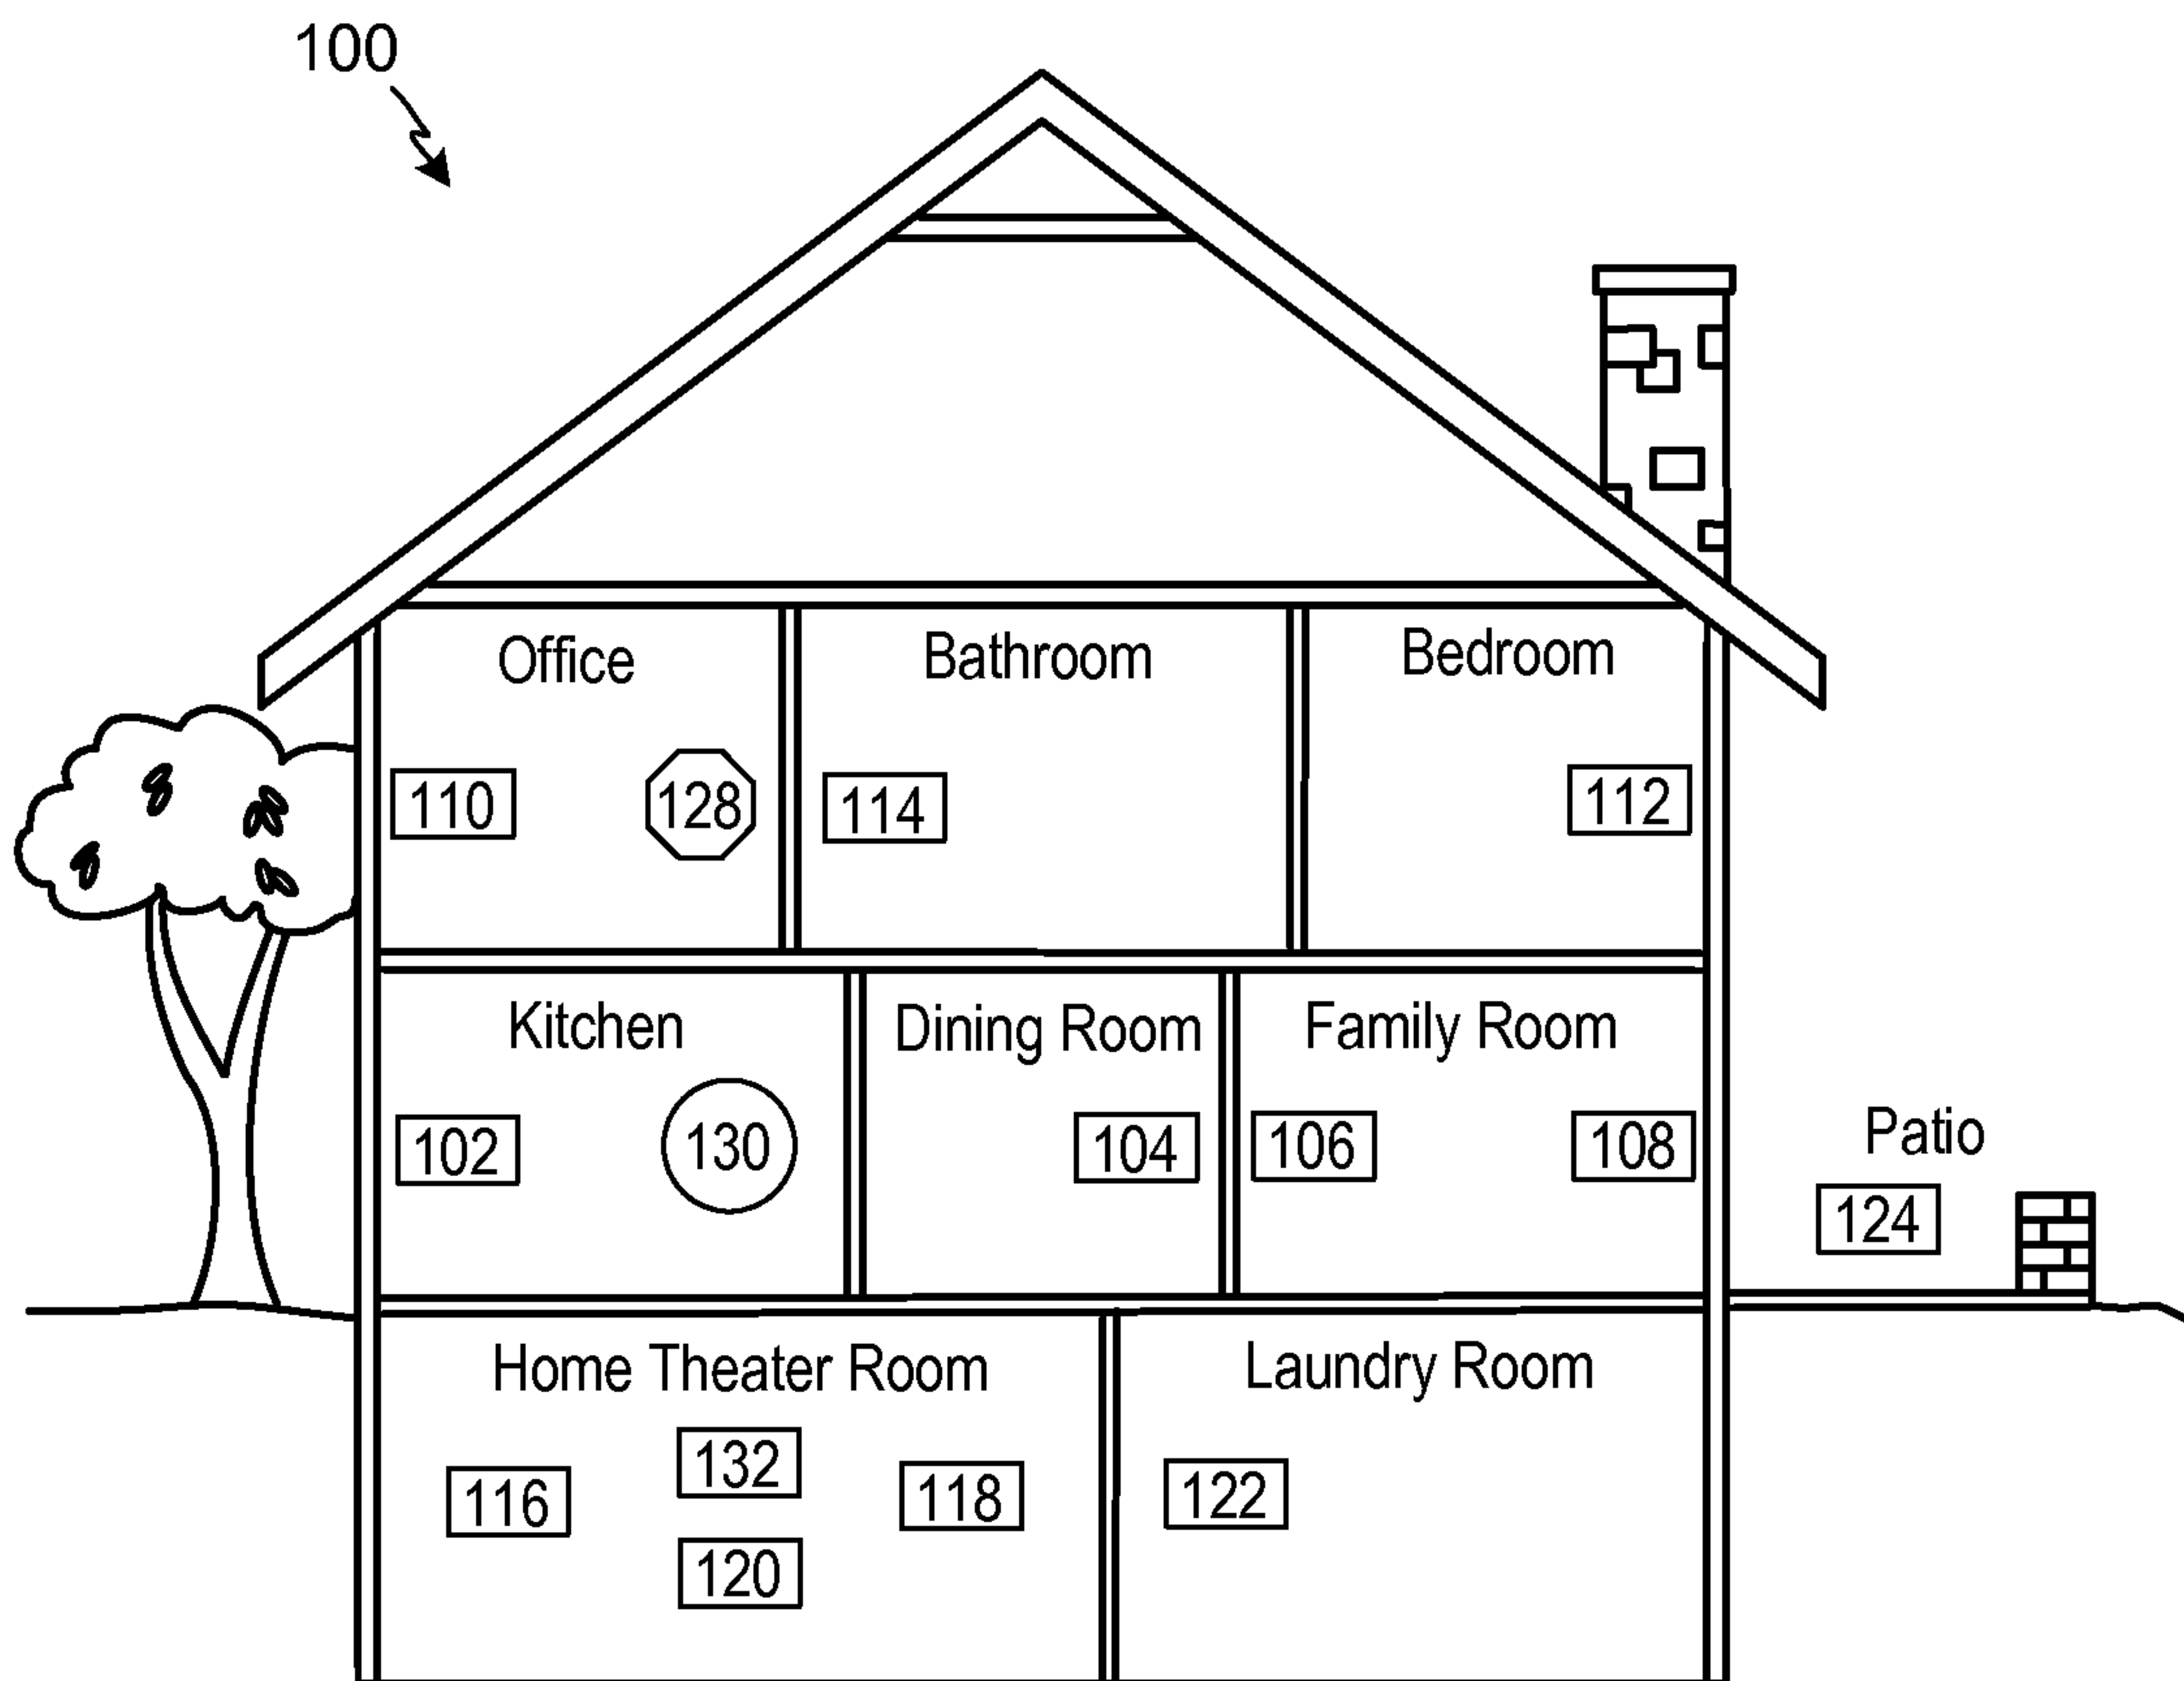 100
Office
Bathroom
Bedroom
110
128
114
112
Kitchen
Dining Room
Family Room
102
130
104
106
108
Patio
124
Home Theater Room
Laundry Room
116
132
118
122
120